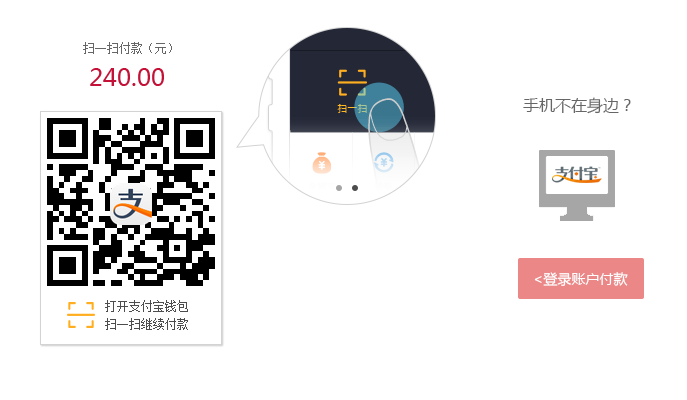 扫一扫付款（元）
240.00
支
打开支付宝钱包
扫一扫继续付款
扫一扫
手机不在身边？
支付宝
<登录账户付款